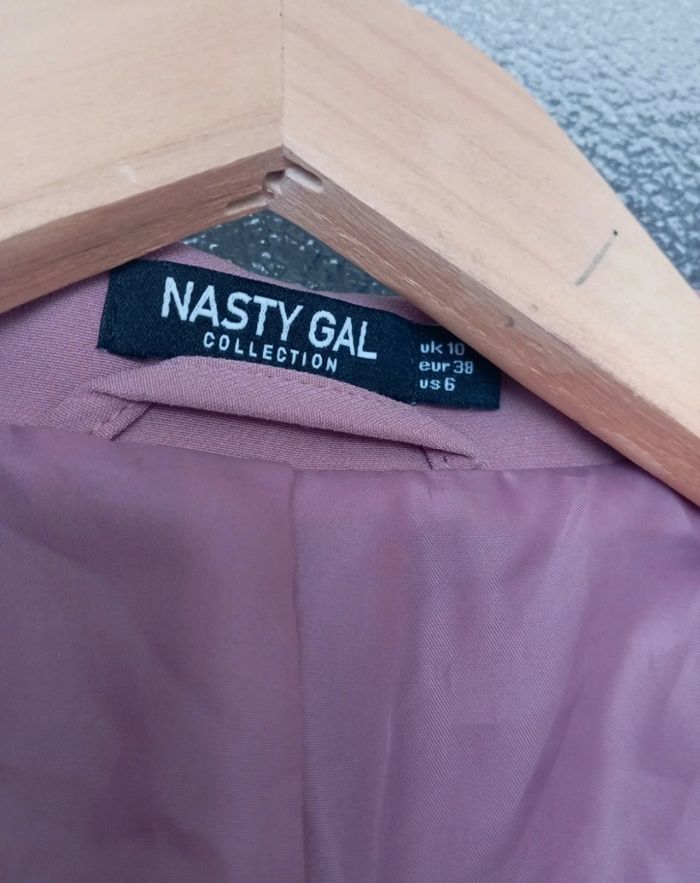 NASTY GAL
COLLECTION
uk 10
eur 38
us 6